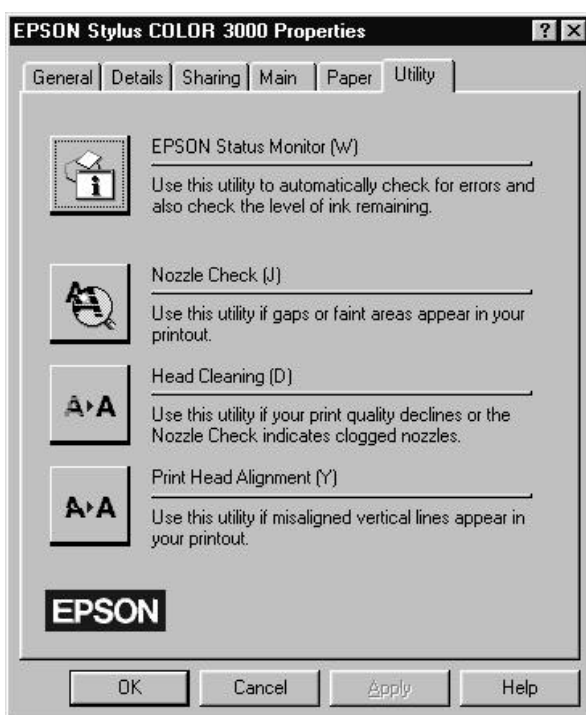 EPSON Stylus COLOR 3000 Properties
? X
General Details Sharing Main Paper Utility
EPSON Status Monitor (W)
Use this utility to automatically check for errors and
also check the level of ink remaining.
Nozzle Check (J)
Use this utility if gaps or faint areas appear in your
printout.
Head Cleaning (D)
Use this utility if your print quality declines or the
Nozzle Check indicates clogged nozzles.
Print Head Alignment (Y)
Use this utility if misaligned vertical lines appear in
your printout.
EPSON
OK Cancel Apply Help